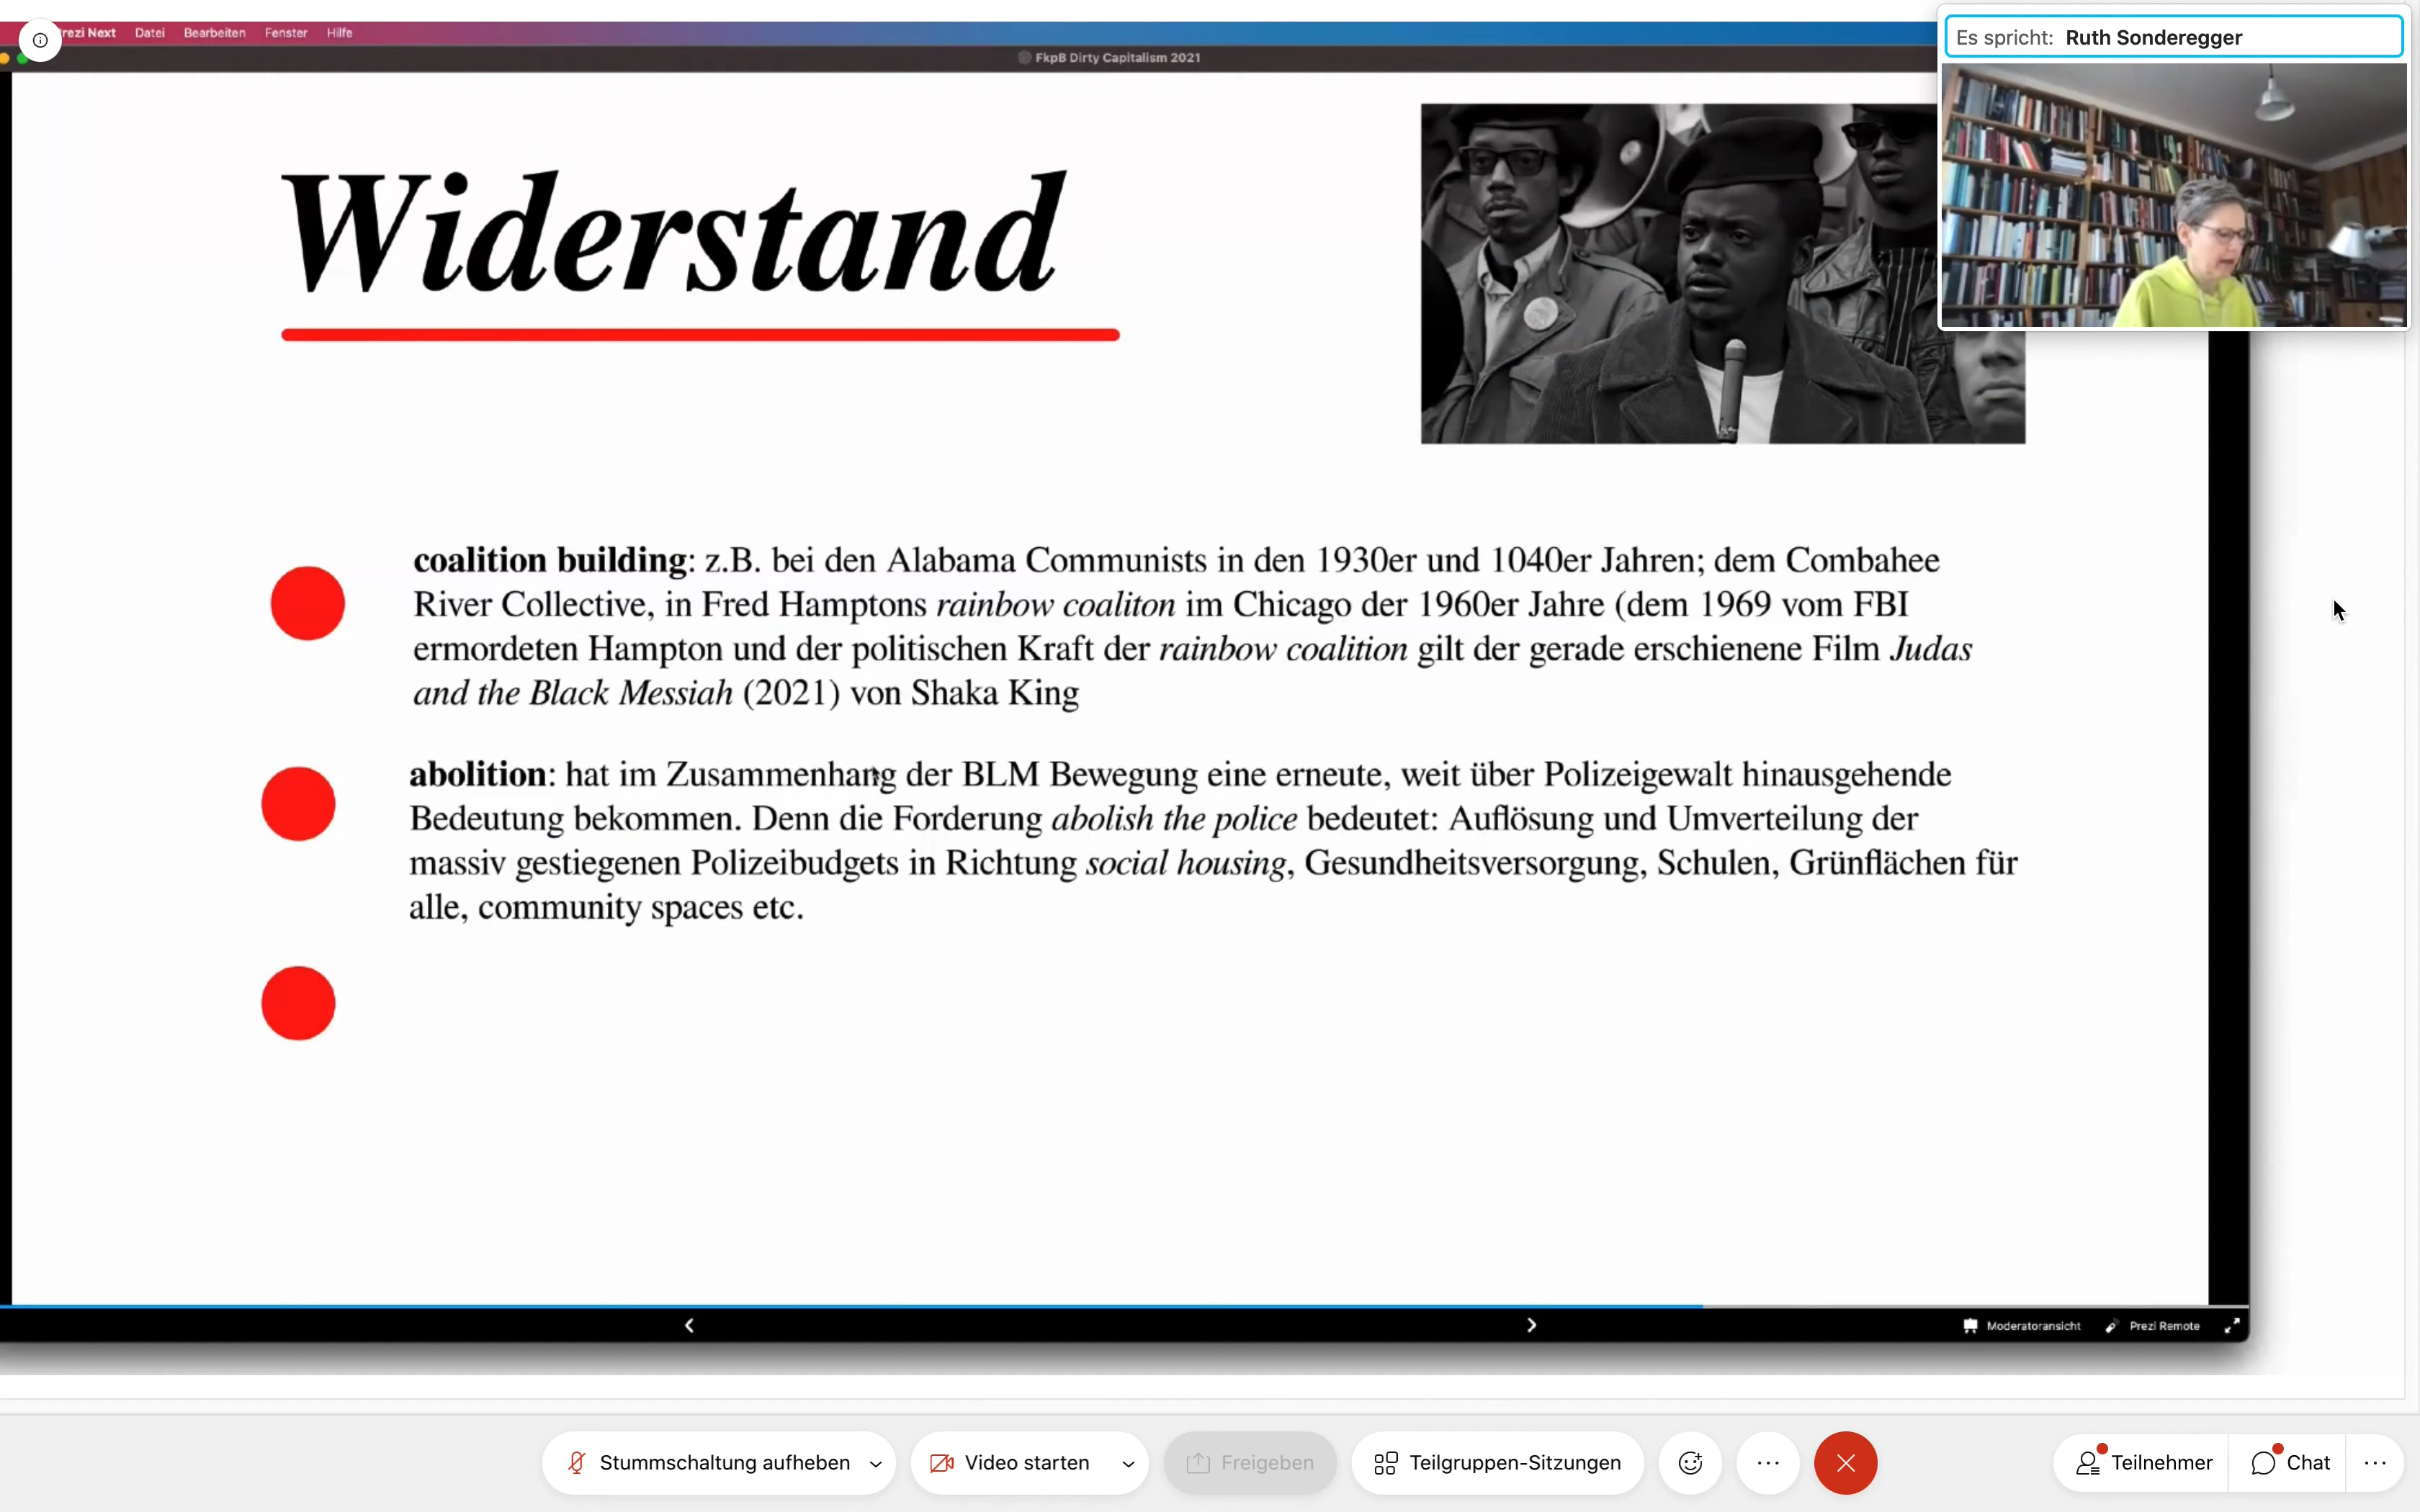 rezi Next Datei Bearbeiten Fenster Hilfe
FkpB Dirty Capitalism 2021
Es spricht: Ruth Sonderegger
Widerstand
coalition building: z.B. bei den Alabama Communists in den 1930er und 1040er Jahren; dem Combahee
River Collective, in Fred Hamptons rainbow coaliton im Chicago der 1960er Jahre (dem 1969 vom FBI
ermordeten Hampton und der politischen Kraft der rainbow coalition gilt der gerade erschienene Film Judas
and the Black Messiah (2021) von Shaka King
abolition: hat im Zusammenhang der BLM Bewegung eine erneute, weit über Polizeigewalt hinausgehende
Bedeutung bekommen. Denn die Forderung abolish the police bedeutet: Auflösung und Umverteilung der
massiv gestiegenen Polizeibudgets in Richtung social housing, Gesundheitsversorgung, Schulen, Grünflächen für
alle, community spaces etc.
Moderatoransicht Prezi Remote
Stummschaltung aufheben Video starten Freigeben Teilgruppen-Sitzungen Teilnehmer Chat